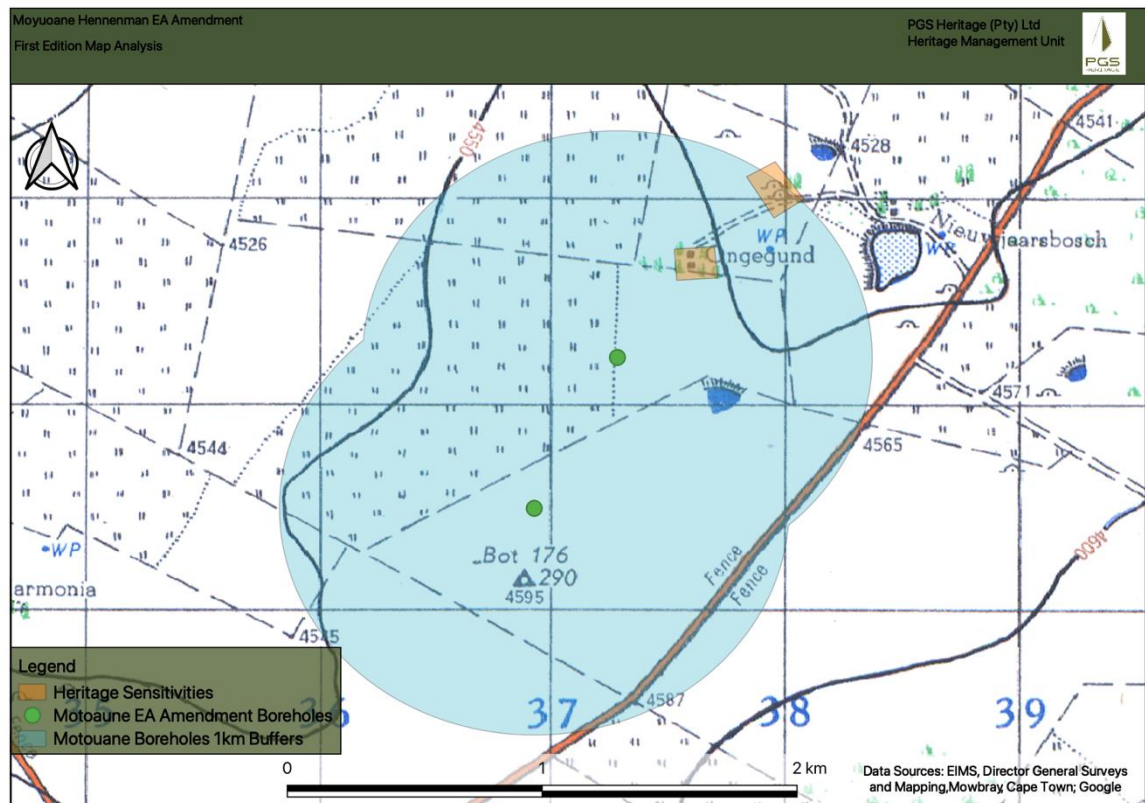 Moyuoane Hennenman EA Amendment
First Edition Map Analysis
PGS Heritage (Pty) Ltd
Heritage Management Unit
PGS
HERITAGE
4541
4550
4528
4526
Nieuwjaarsbosch
WP
WP
Ongegund
4571
4544
4565
WP
Bot 176
290
4595
Fence
Fence
4600
armonia
4545
4587
35
36
37
38
39
Legend
Heritage Sensitivities
Motoaune EA Amendment Boreholes
Motouane Boreholes 1km Buffers
0 1 2 km
Data Sources: EIMS, Director General Surveys
and Mapping,Mowbray, Cape Town; Google